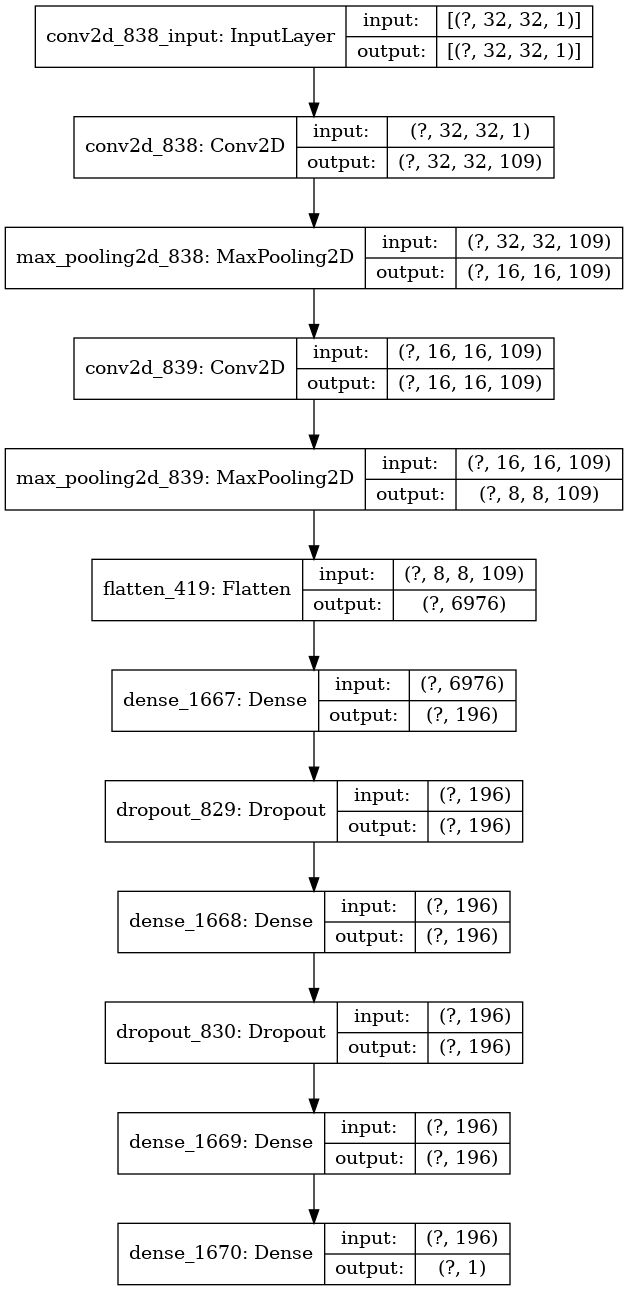 conv2d_838_input: InputLayer
input: [(?, 32, 32, 1)]
output: [(?, 32, 32, 1)]
conv2d_838: Conv2D
input: (?, 32, 32, 1)
output: (?, 32, 32, 109)
max_pooling2d_838: MaxPooling2D
input: (?, 32, 32, 109)
output: (?, 16, 16, 109)
conv2d_839: Conv2D
input: (?, 16, 16, 109)
output: (?, 16, 16, 109)
max_pooling2d_839: MaxPooling2D
input: (?, 16, 16, 109)
output: (?, 8, 8, 109)
flatten_419: Flatten
input: (?, 8, 8, 109)
output: (?, 6976)
dense_1667: Dense
input: (?, 6976)
output: (?, 196)
dropout_829: Dropout
input: (?, 196)
output: (?, 196)
dense_1668: Dense
input: (?, 196)
output: (?, 196)
dropout_830: Dropout
input: (?, 196)
output: (?, 196)
dense_1669: Dense
input: (?, 196)
output: (?, 196)
dense_1670: Dense
input: (?, 196)
output: (?, 1)